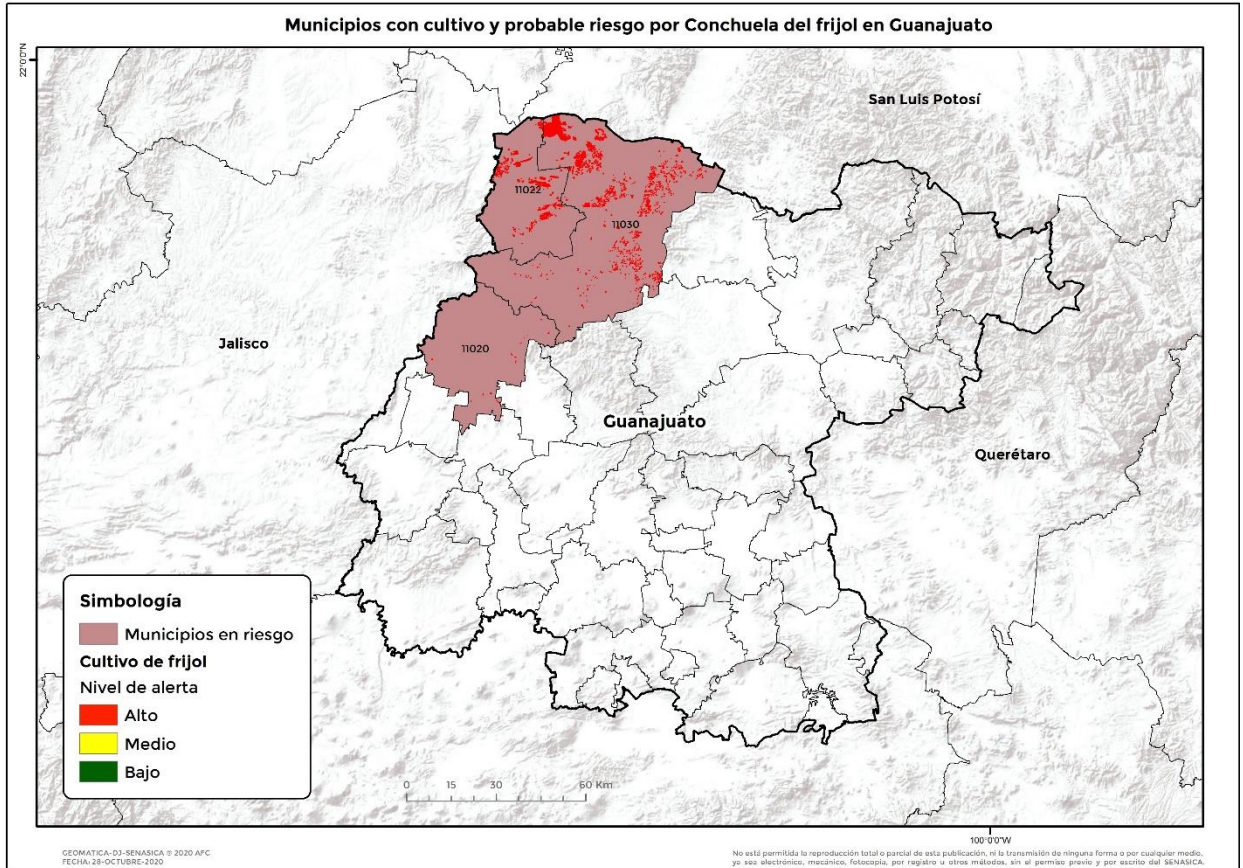 Municipios con cultivo y probable riesgo por Conchuela del frijol en Guanajuato
22°0'0"N
San Luis Potosí
11022
11030
Jalisco
11020
Guanajuato
Querétaro
Simbología
Municipios en riesgo
Cultivo de frijol
Nivel de alerta
Alto
Medio
Bajo
0 15 30 60 Km
100°0'0"W
GEOMATICA-DJ-SENASICA © 2020 AFC
FECHA: 28-OCTUBRE-2020
No está permitida la reproducción total o parcial de esta publicación, ni la transmisión de ninguna forma o por cualquier medio,
ya sea electrónico, mecánico, fotocopia, por registro u otros métodos, sin el permiso previo y por escrito del SENASICA.